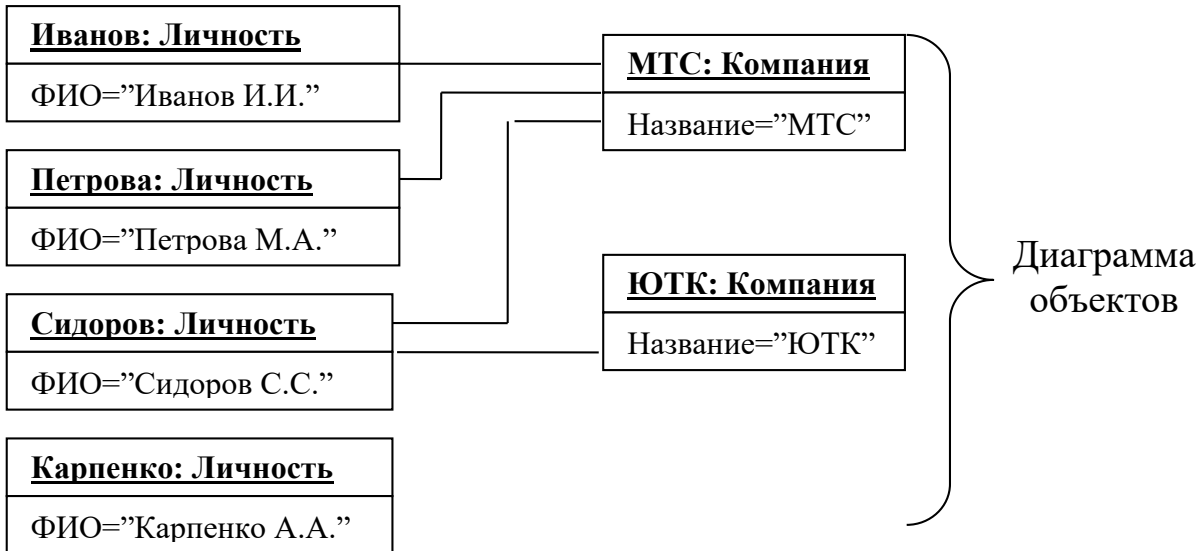 Иванов: Личность
ФИО=”Иванов И.И.”
Петрова: Личность
ФИО=”Петрова М.А.”
Сидоров: Личность
ФИО=”Сидоров С.С.”
Карпенко: Личность
ФИО=”Карпенко А.А.”
МТС: Компания
Название=”МТС”
ЮТК: Компания
Название=”ЮТК”
Диаграмма
объектов